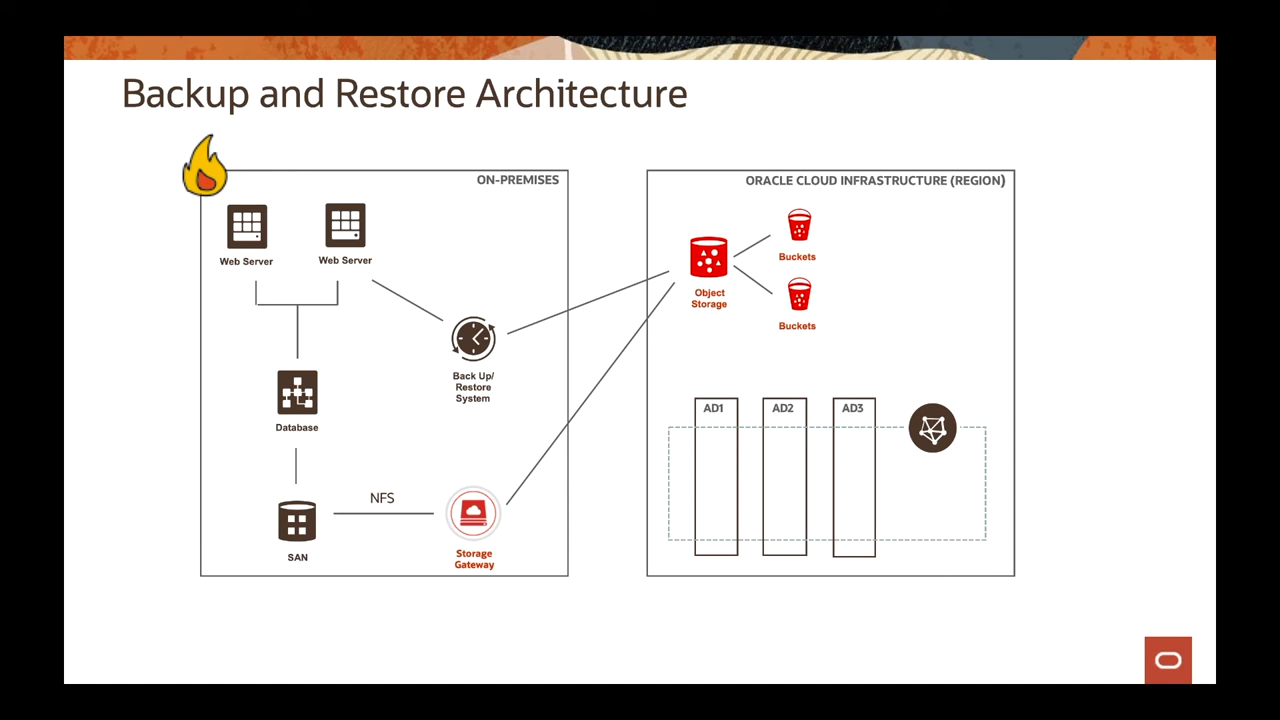 Backup and Restore Architecture
ON-PREMISES
Web Server
Web Server
Back Up/
Restore
System
Database
NFS
SAN
Storage
Gateway
ORACLE CLOUD INFRASTRUCTURE (REGION)
Object
Storage
Buckets
Buckets
AD1
AD2
AD3